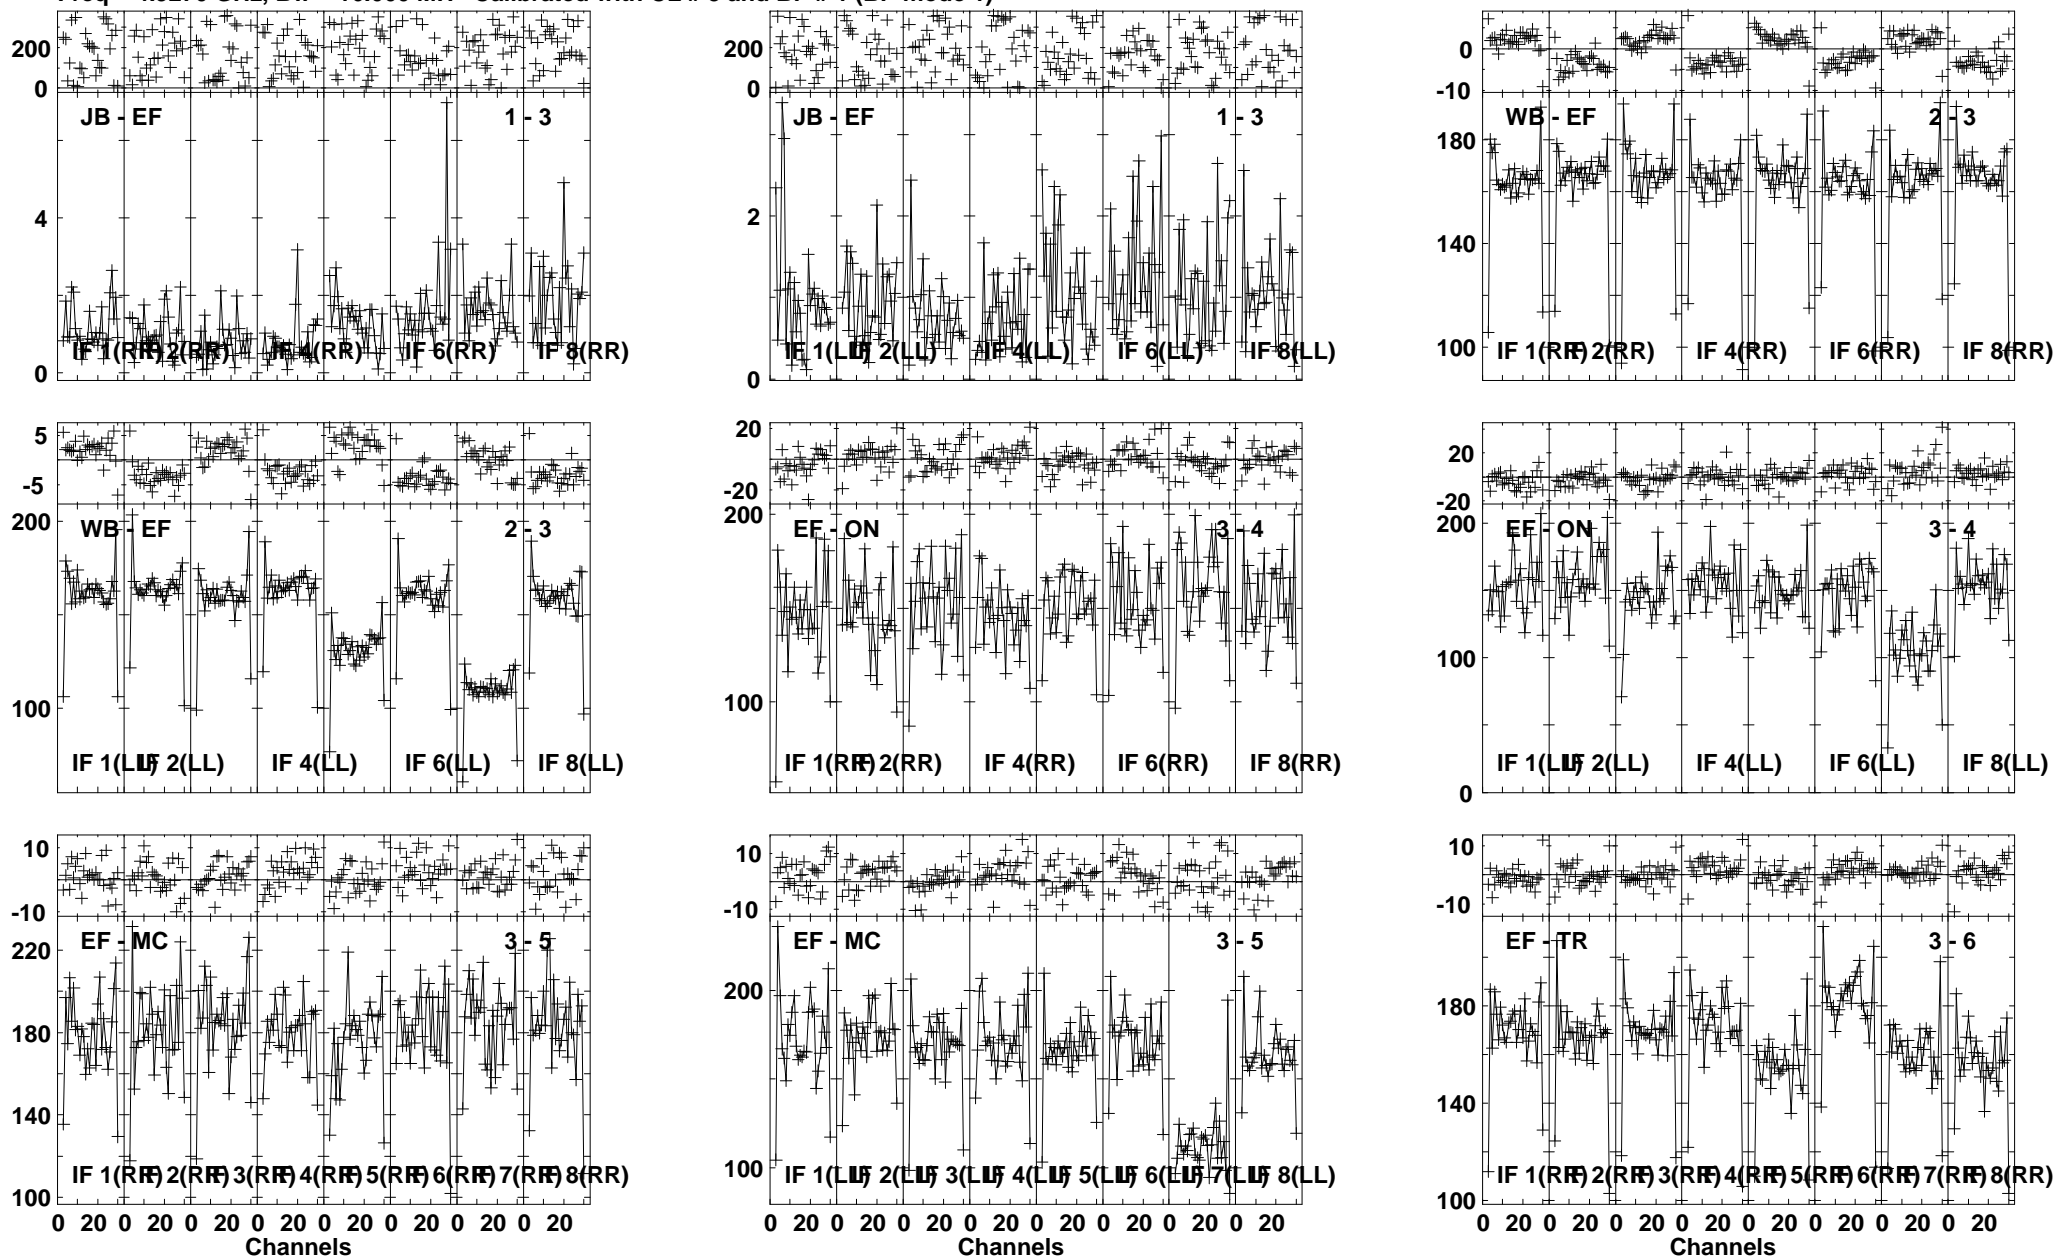 200
0
JB - EF 1 - 3
4
0
IF 1(RR) IF 2(RR) IF 4(RR) IF 6(RR) IF 8(RR)
200
0
JB - EF 1 - 3
2
0
IF 1(LL) IF 2(LL) IF 4(LL) IF 6(LL) IF 8(LL)
0
-10
WB - EF 2 - 3
180
140
100
IF 1(RR) IF 2(RR) IF 4(RR) IF 6(RR) IF 8(RR)
5
-5
200
WB - EF 2 - 3
100
IF 1(LL) IF 2(LL) IF 4(LL) IF 6(LL) IF 8(LL)
20
-20
200
EF - ON 3 - 4
100
IF 1(RR) IF 2(RR) IF 4(RR) IF 6(RR) IF 8(RR)
20
-20
200
EF - ON 3 - 4
100
IF 1(LL) IF 2(LL) IF 4(LL) IF 6(LL) IF 8(LL)
0
10
-10
EF - MC 3 - 5
220
180
140
IF 1(RR) IF 2(RR) IF 3(RR) IF 4(RR) IF 5(RR) IF 6(RR) IF 7(RR) IF 8(RR)
100
0 20 0 20 0 20 0 20 0 20 0 20 0 20 0 20
Channels
10
-10
EF - MC 3 - 5
200
100
IF 1(LL) IF 2(LL) IF 3(LL) IF 4(LL) IF 5(LL) IF 6(LL) IF 7(LL) IF 8(LL)
0 20 0 20 0 20 0 20 0 20 0 20 0 20 0 20
Channels
10
-10
EF - TR 3 - 6
180
140
IF 1(RR) IF 2(RR) IF 3(RR) IF 4(RR) IF 5(RR) IF 6(RR) IF 7(RR) IF 8(RR)
100
0 20 0 20 0 20 0 20 0 20 0 20 0 20 0 20
Channels